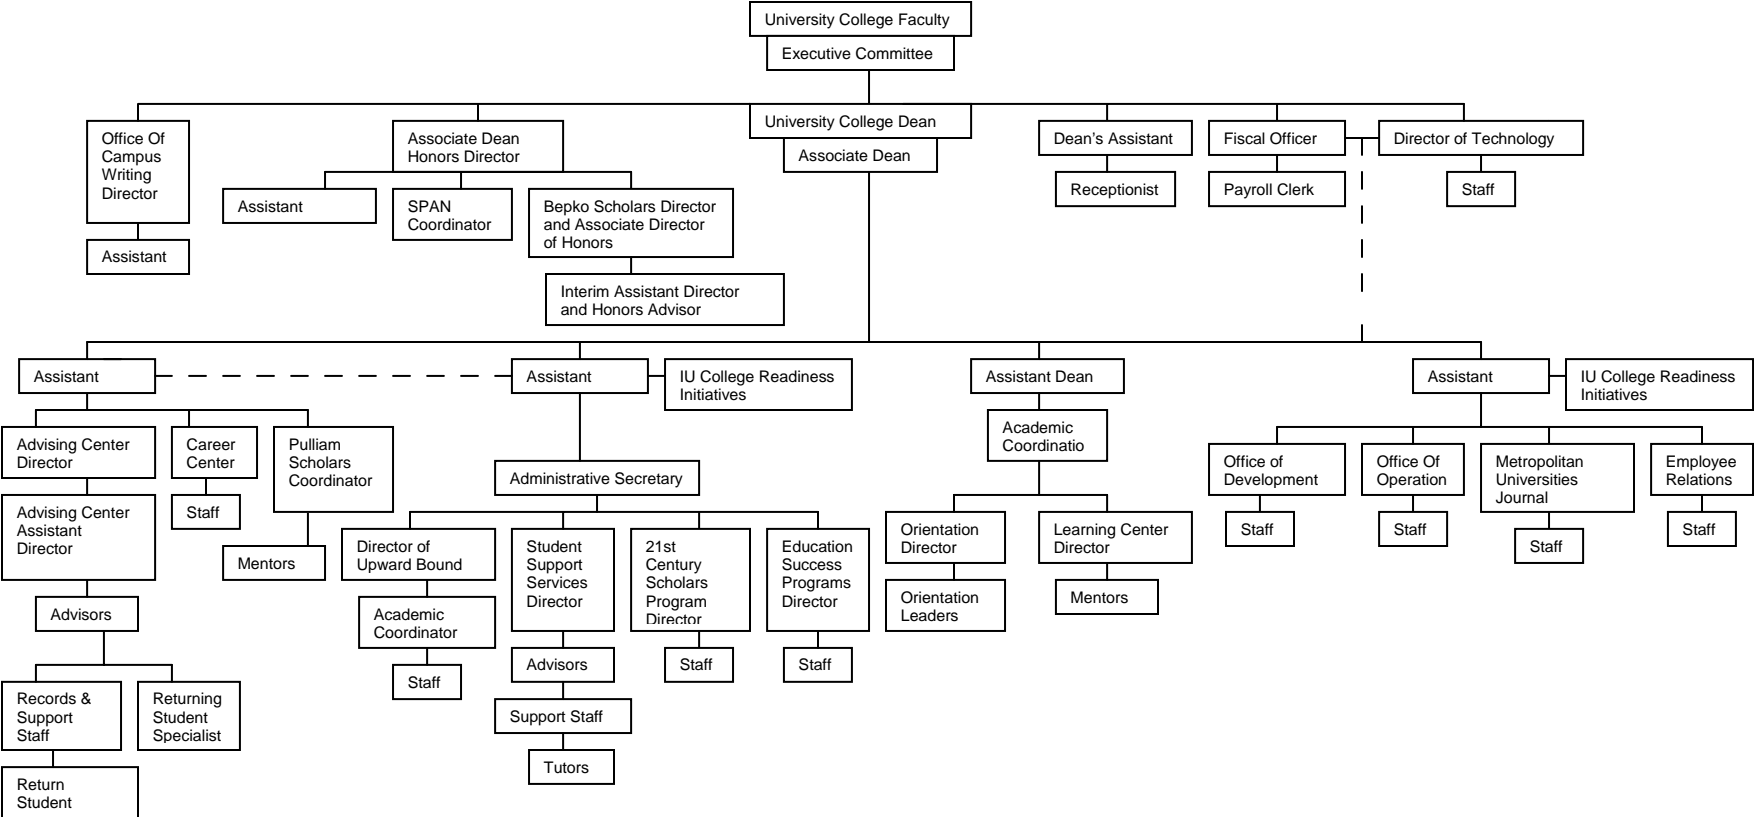 University College Faculty
Executive Committee
University College Dean
Associate Dean
Office Of
Campus
Writing
Director
Assistant
Associate Dean
Honors Director
Assistant
SPAN
Coordinator
Bepko Scholars Director
and Associate Director
of Honors
Interim Assistant Director
and Honors Advisor
Dean’s Assistant
Receptionist
Fiscal Officer
Payroll Clerk
Director of Technology
Staff
Assistant
Advising Center
Director
Advising Center
Assistant
Director
Advisors
Records &
Support
Staff
Return
Student
Returning
Student
Specialist
Career
Center
Staff
Pulliam
Scholars
Coordinator
Mentors
Assistant
IU College Readiness
Initiatives
Administrative Secretary
Director of
Upward Bound
Academic
Coordinator
Staff
Student
Support
Services
Director
Advisors
Support Staff
Tutors
21st
Century
Scholars
Program
Director
Staff
Education
Success
Programs
Director
Staff
Assistant Dean
Academic
Coordinatio
Orientation
Director
Orientation
Leaders
Learning Center
Director
Mentors
Assistant
IU College Readiness
Initiatives
Office of
Development
Staff
Office Of
Operation
Staff
Metropolitan
Universities
Journal
Staff
Employee
Relations
Staff